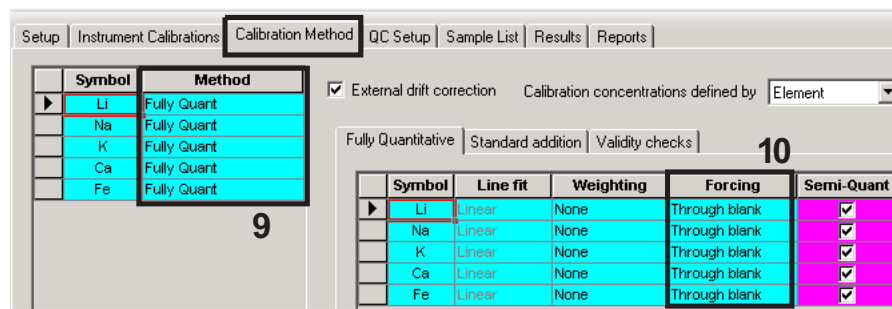 Setup Instrument Calibrations Calibration Method QC Setup Sample List Results Reports
Symbol Method
Li Fully Quant
Na Fully Quant
K Fully Quant
Ca Fully Quant
Fe Fully Quant
9
External drift correction Calibration concentrations defined by Element
Fully Quantitative Standard addition Validity checks
10
Symbol Line fit Weighting Forcing Semi-Quant
Li Linear None Through blank
Na Linear None Through blank
K Linear None Through blank
Ca Linear None Through blank
Fe Linear None Through blank